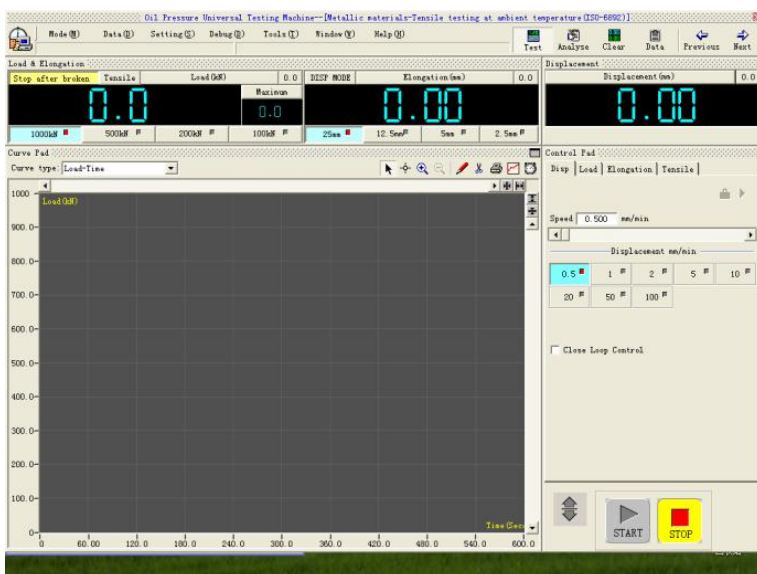 Oil Pressure Universal Testing Machine--[Metallic materials-Tensile testing at ambient temperature(ISO-6892)]
Mode(M) Data(D) Setting(S) Debug(D) Tools(T) Window(Y) Help(H)
Test Analyse Clear Data Previous Next
Load & Elongation
Stop after broken Tensile Load(kN) 0.0
0.0
Maximum
0.0
1000kN 500kN 200kN 100kN
DISP MODE Elongation(mm) 0.0
0.00
25mm 12.5mm 5mm 2.5mm
Displacement
Displacement(mm) 0.0
0.00
Curve Pad
Curve type: Load-Time
Load(kN)
1000
900.0
800.0
700.0
600.0
500.0
400.0
300.0
200.0
100.0
0
Time(Sec
0 60.00 120.0 180.0 240.0 300.0 360.0 420.0 480.0 540.0 600.0
Control Pad
Disp Load Elongation Tensile
Speed 0.500 mm/min
Displacement mm/min
0.5 1 2 5 10
20 50 100
Close Loop Control
START STOP